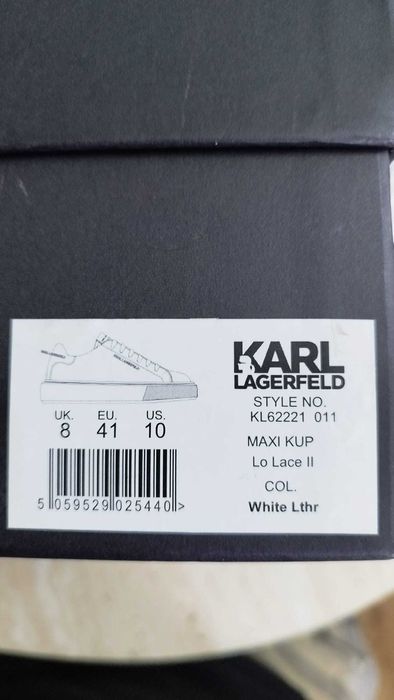 KARL
LAGERFELD
STYLE NO.
KL62221 011
MAXI KUP
Lo Lace II
COL.
White Lthr
UK. EU. US.
8 41 10
5 059529 025440 >